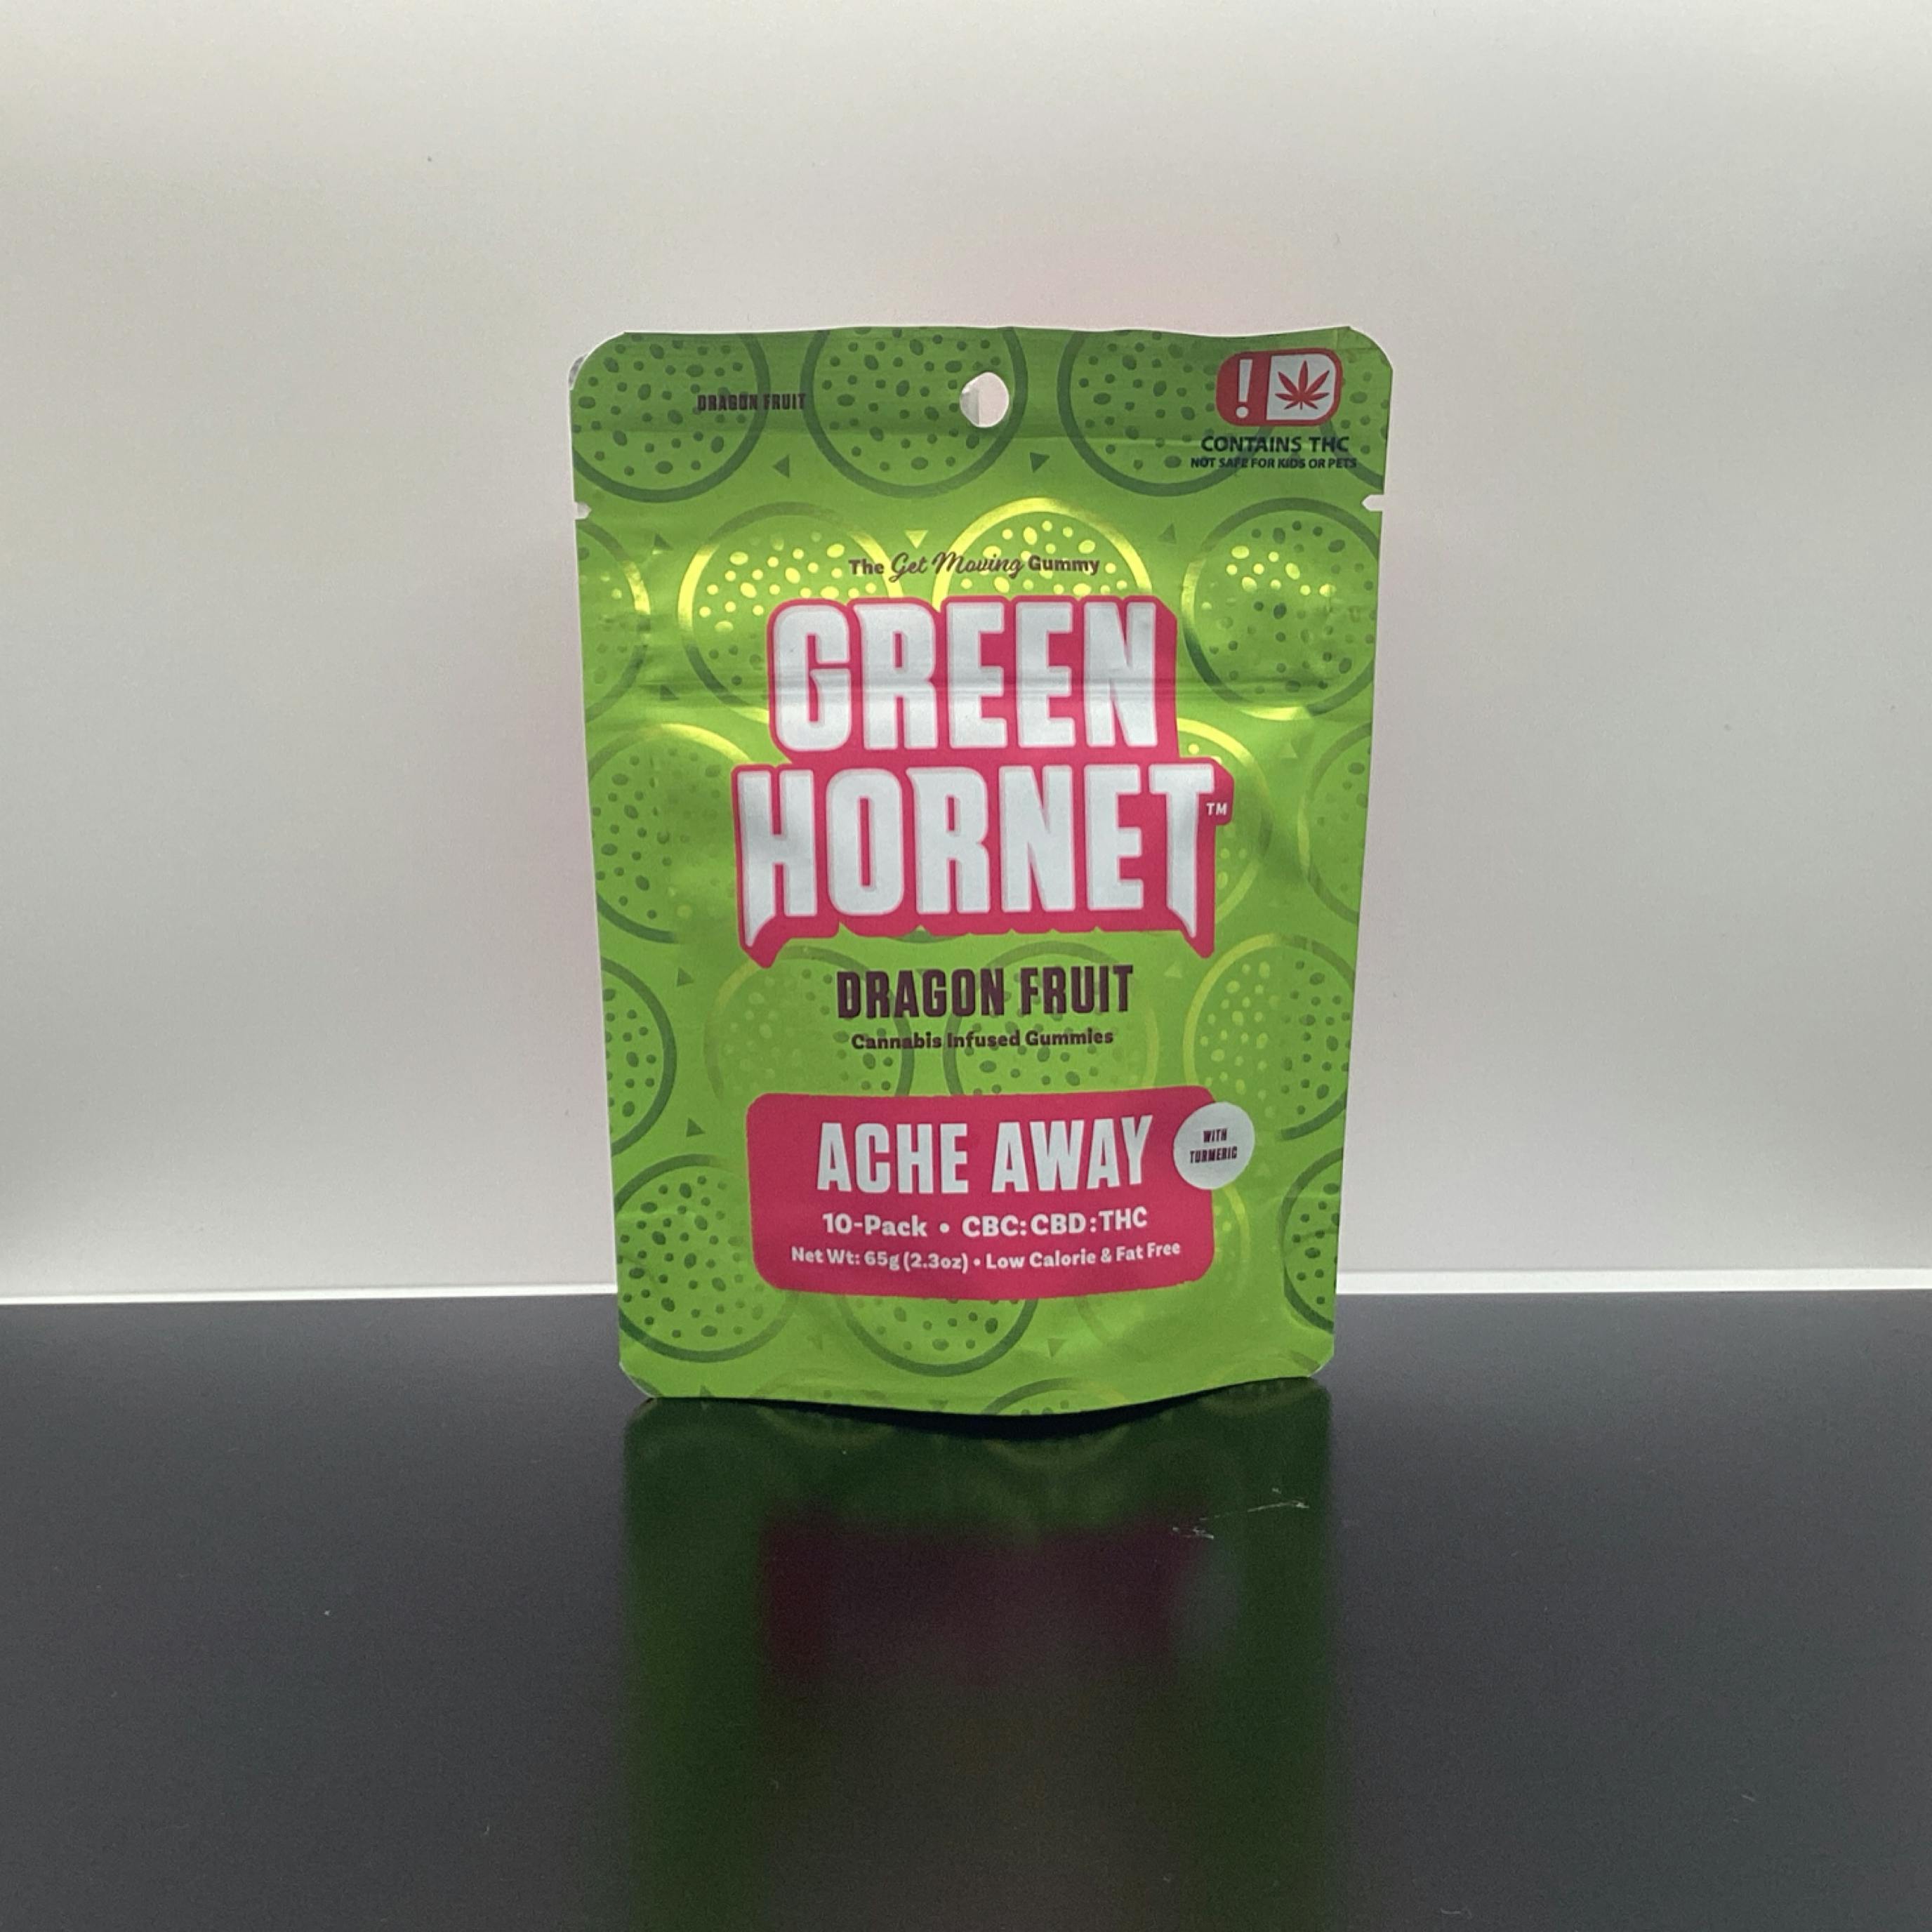 DRAGON FRUIT
!
CONTAINS THC
NOT SAFE FOR KIDS OR PETS
The Get Moving Gummy
GREEN
HORNET™
DRAGON FRUIT
Cannabis Infused Gummies
ACHE AWAY
WITH
TURMERIC
10-Pack • CBC:CBD:THC
Net Wt: 65g (2.3oz) • Low Calorie & Fat Free